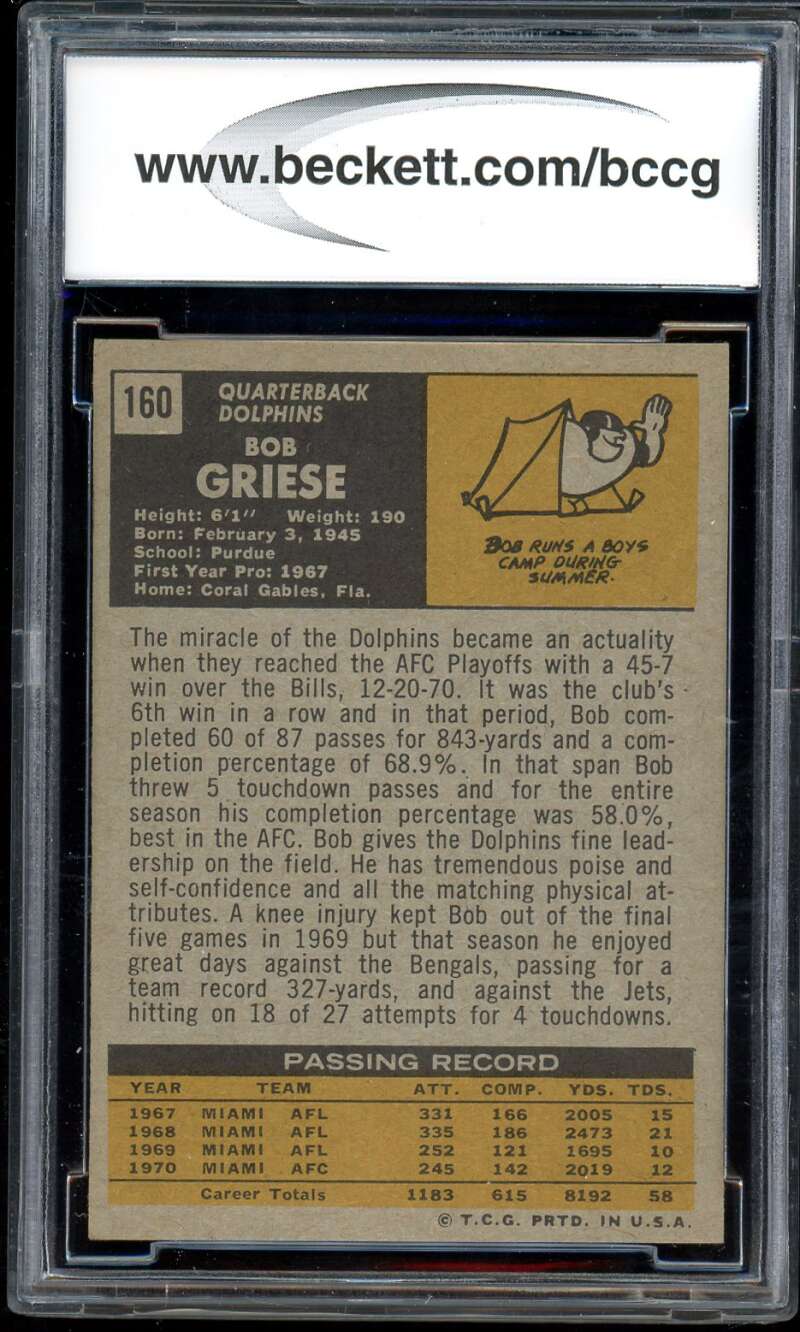 www.beckett.com/bccg
160
QUARTERBACK
DOLPHINS
BOB
GRIESE
Height: 6'1" Weight: 190
Born: February 3, 1945
School: Purdue
First Year Pro: 1967
Home: Coral Gables, Fla.
BOB RUNS A BOYS
CAMP DURING
SUMMER.
The miracle of the Dolphins became an actuality
when they reached the AFC Playoffs with a 45-7
win over the Bills, 12-20-70. It was the club's
6th win in a row and in that period, Bob com-
pleted 60 of 87 passes for 843-yards and a com-
pletion percentage of 68.9%. In that span Bob
threw 5 touchdown passes and for the entire
season his completion percentage was 58.0%,
best in the AFC. Bob gives the Dolphins fine lead-
ership on the field. He has tremendous poise and
self-confidence and all the matching physical at-
tributes. A knee injury kept Bob out of the final
five games in 1969 but that season he enjoyed
great days against the Bengals, passing for a
team record 327-yards, and against the Jets,
hitting on 18 of 27 attempts for 4 touchdowns.
PASSING RECORD
YEAR TEAM ATT. COMP. YDS. TDS.
1967 MIAMI AFL 331 166 2005 15
1968 MIAMI AFL 335 186 2473 21
1969 MIAMI AFL 252 121 1695 10
1970 MIAMI AFC 245 142 2019 12
Career Totals 1183 615 8192 58
© T.C.G. PRTD. IN U.S.A.